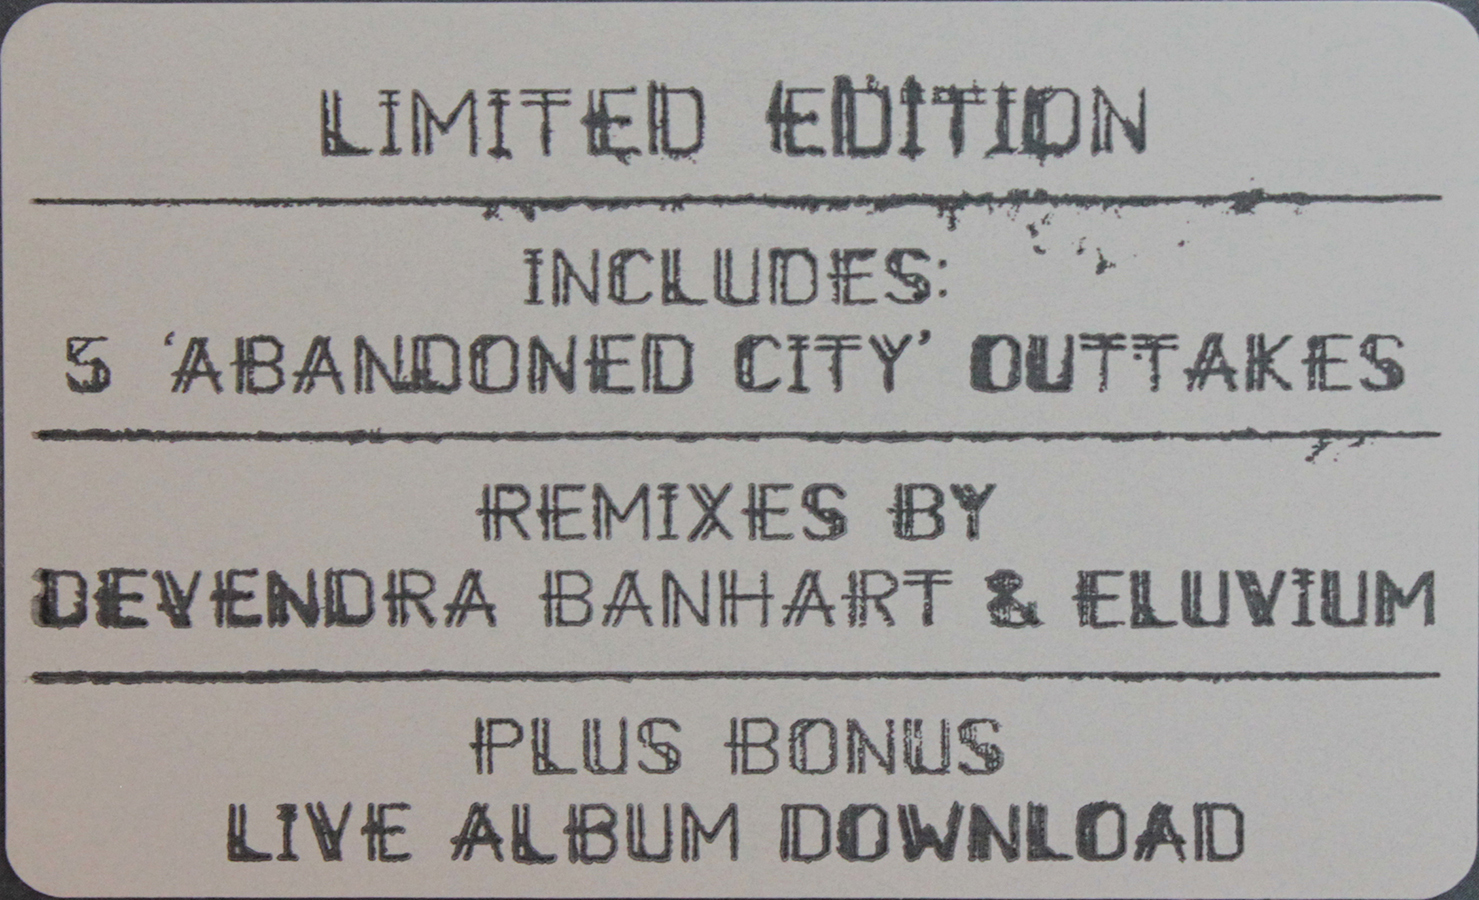 LIMITED EDITION
INCLUDES:
5 'ABANDONED CITY' OUTTAKES
REMIXES BY
DEVENDRA BANHART & ELUVIUM
PLUS BONUS
LIVE ALBUM DOWNLOAD